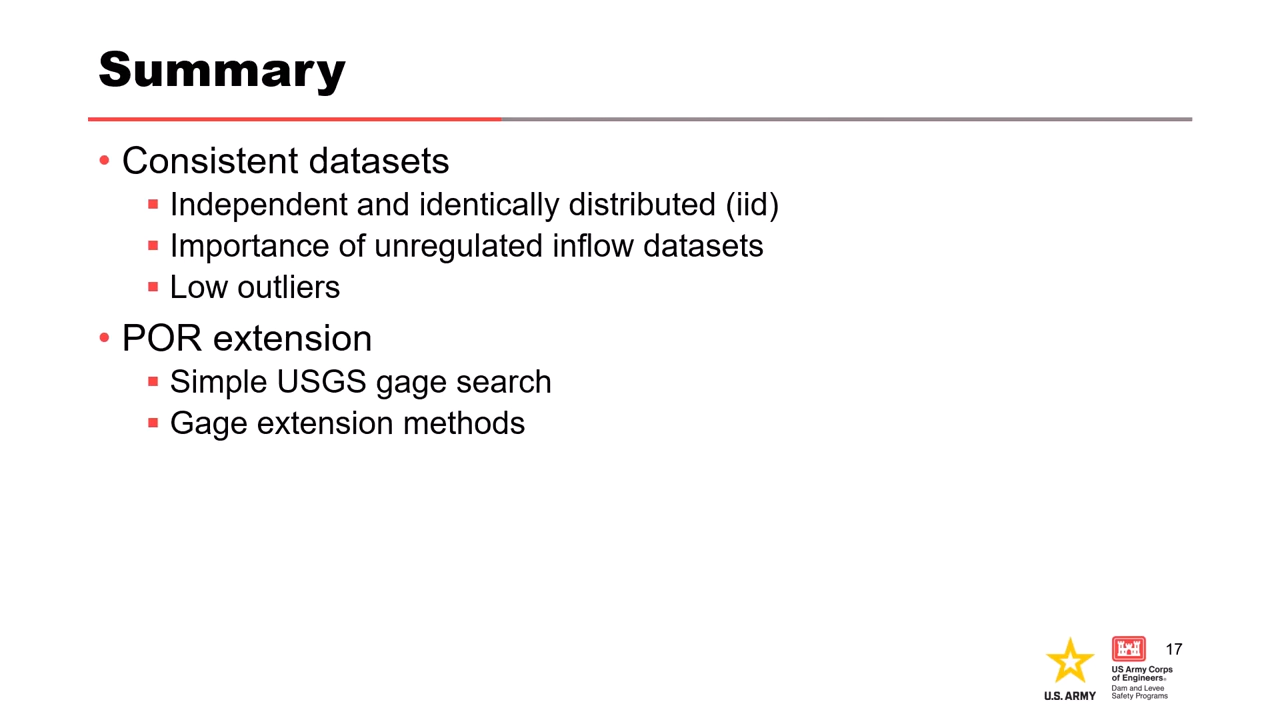 Summary
• Consistent datasets
▪ Independent and identically distributed (iid)
▪ Importance of unregulated inflow datasets
▪ Low outliers
• POR extension
▪ Simple USGS gage search
▪ Gage extension methods
U.S. ARMY
US Army Corps
of Engineers®
Dam and Levee
Safety Programs
17